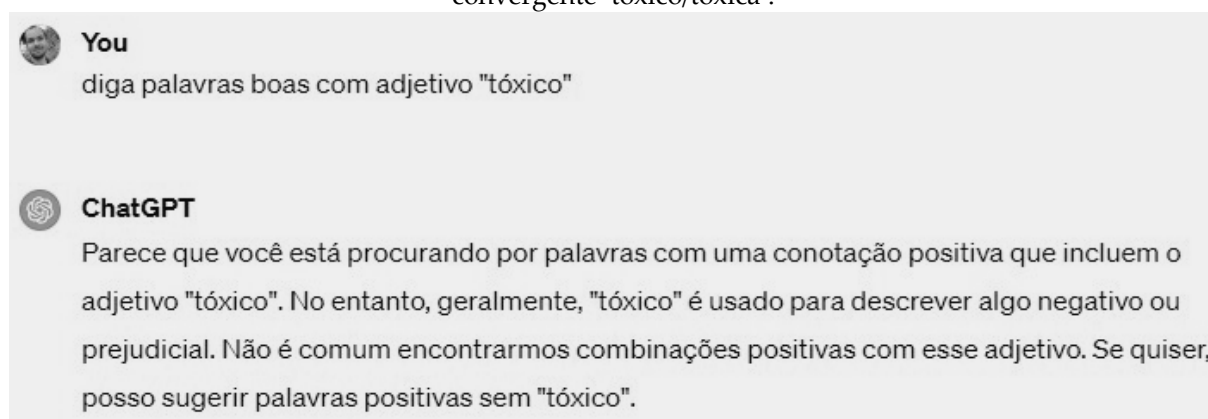 convergente "tóxico/tóxica".
You
diga palavras boas com adjetivo "tóxico"
ChatGPT
Parece que você está procurando por palavras com uma conotação positiva que incluem o
adjetivo "tóxico". No entanto, geralmente, "tóxico" é usado para descrever algo negativo ou
prejudicial. Não é comum encontrarmos combinações positivas com esse adjetivo. Se quiser,
posso sugerir palavras positivas sem "tóxico".